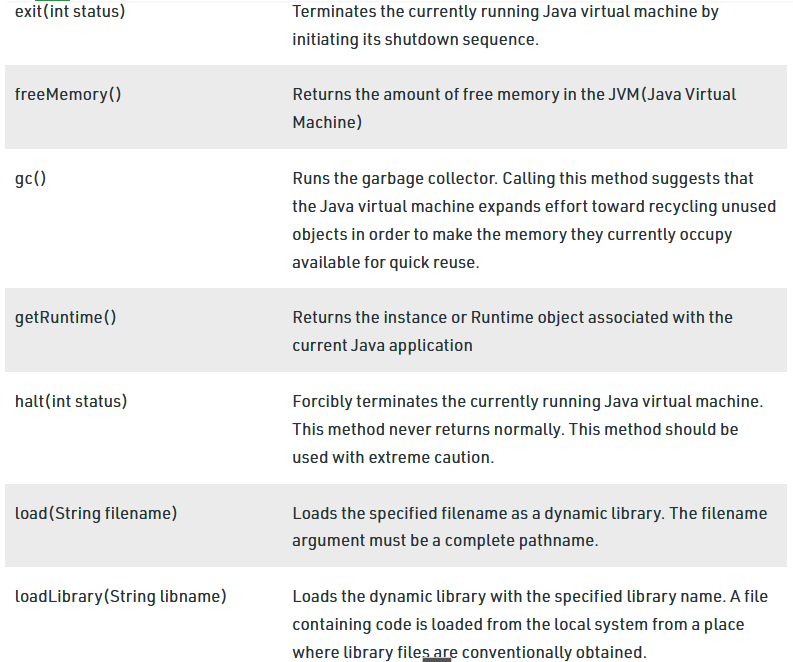 exit(int status)
Terminates the currently running Java virtual machine by
initiating its shutdown sequence.
freeMemory()
Returns the amount of free memory in the JVM(Java Virtual
Machine)
gc()
Runs the garbage collector. Calling this method suggests that
the Java virtual machine expands effort toward recycling unused
objects in order to make the memory they currently occupy
available for quick reuse.
getRuntime()
Returns the instance or Runtime object associated with the
current Java application
halt(int status)
Forcibly terminates the currently running Java virtual machine.
This method never returns normally. This method should be
used with extreme caution.
load(String filename)
Loads the specified filename as a dynamic library. The filename
argument must be a complete pathname.
loadLibrary(String libname)
Loads the dynamic library with the specified library name. A file
containing code is loaded from the local system from a place
where library files are conventionally obtained.